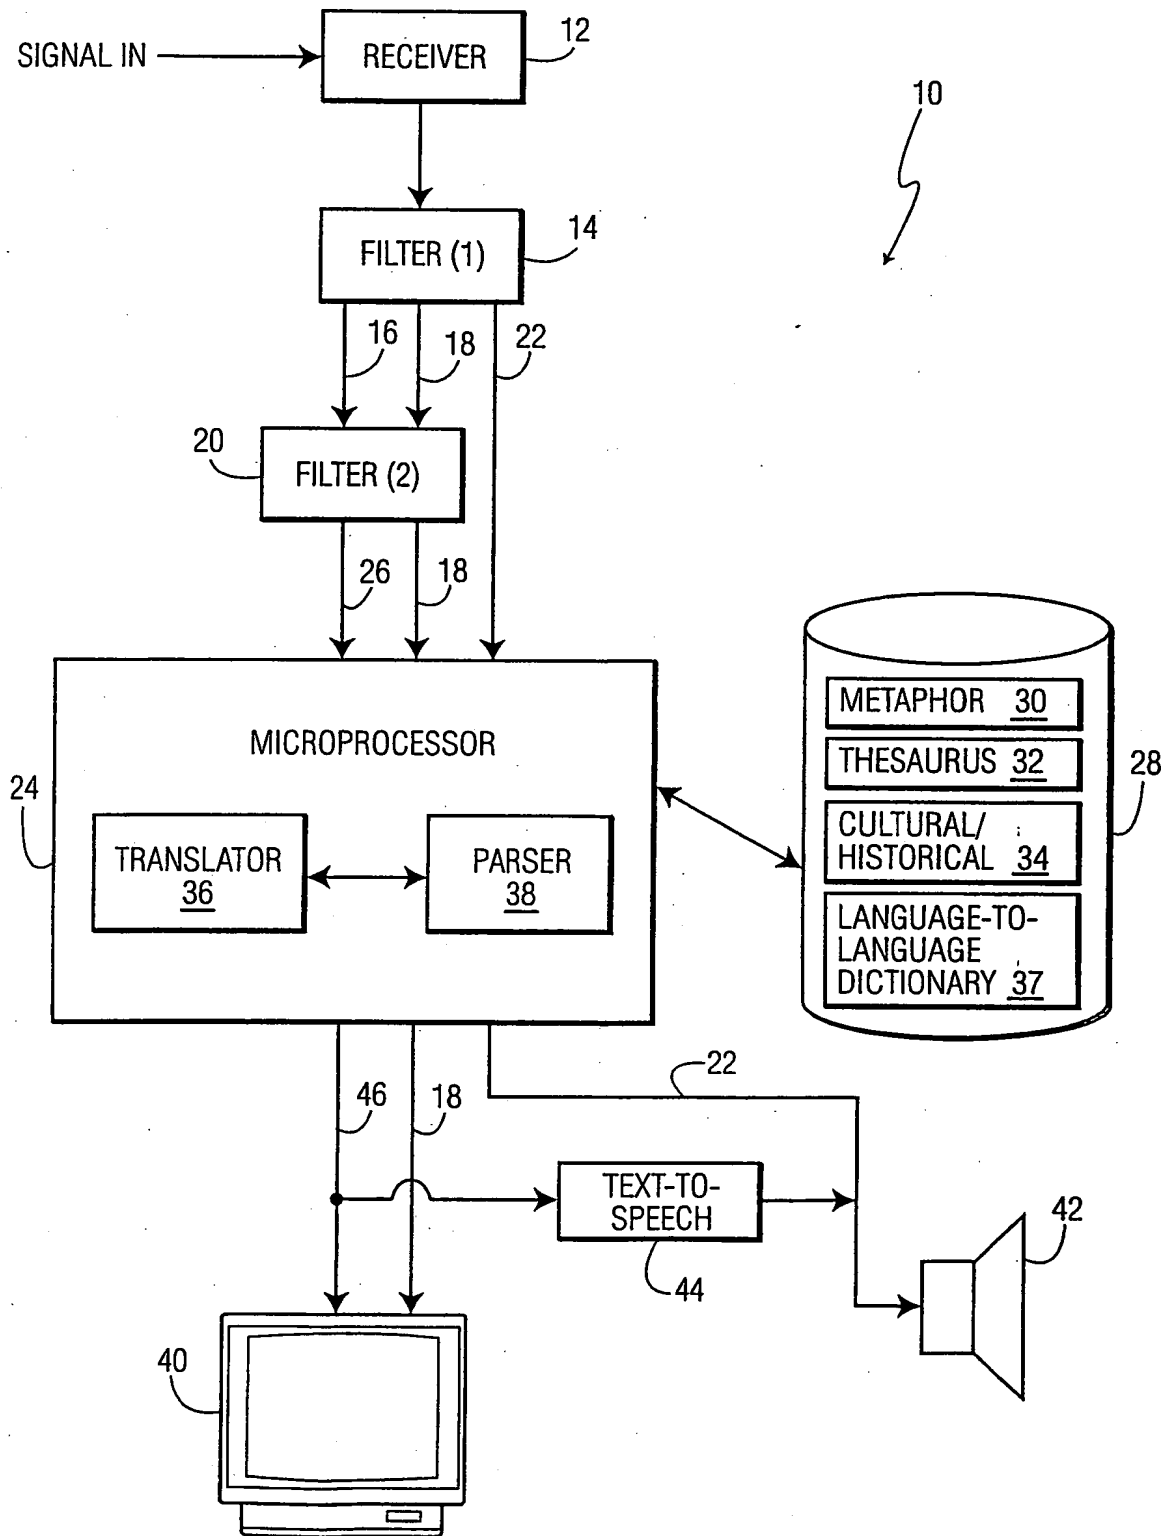 12
SIGNAL IN
RECEIVER
10
14
FILTER (1)
16
18
22
20
FILTER (2)
26
18
METAPHOR 30
THESAURUS 32
28
CULTURAL/
HISTORICAL 34
LANGUAGE-TO-
LANGUAGE
DICTIONARY 37
MICROPROCESSOR
24
TRANSLATOR
36
PARSER
38
46
18
22
TEXT-TO-
SPEECH
44
42
40